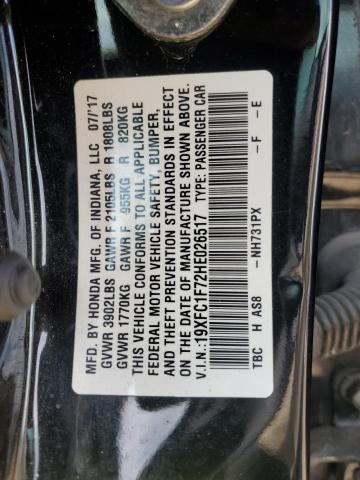 MFD. BY HONDA MFG. OF INDIANA, LLC 07/'17
GVWR 3902LBS GAWR F 2105LBS R 1808LBS
GVWR 1770KG GAWR F 955KG R 820KG
THIS VEHICLE CONFORMS TO ALL APPLICABLE
FEDERAL MOTOR VEHICLE SAFETY, BUMPER,
AND THEFT PREVENTION STANDARDS IN EFFECT
ON THE DATE OF MANUFACTURE SHOWN ABOVE.
V.I.N.: 19XFC1F72HE026517 TYPE: PASSENGER CAR
TBC H AS8 - NH731PX - F - E